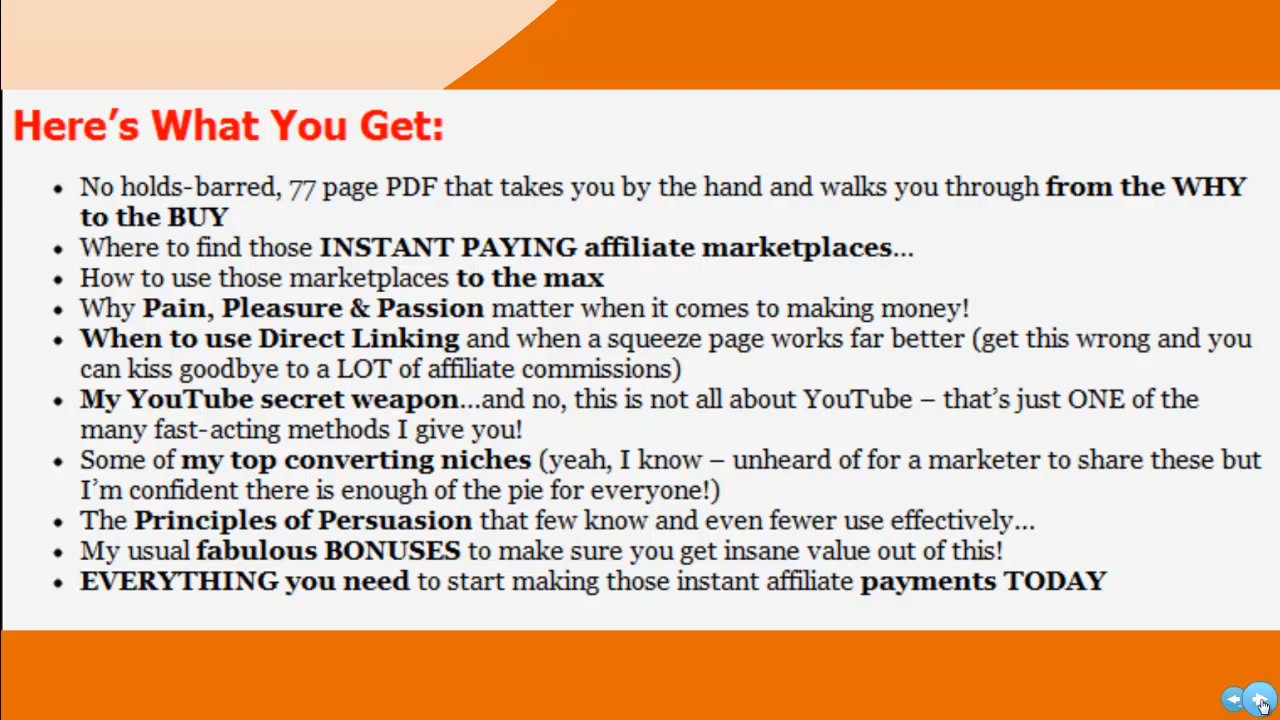 Here’s What You Get:
• No holds-barred, 77 page PDF that takes you by the hand and walks you through from the WHY
to the BUY
• Where to find those INSTANT PAYING affiliate marketplaces...
• How to use those marketplaces to the max
• Why Pain, Pleasure & Passion matter when it comes to making money!
• When to use Direct Linking and when a squeeze page works far better (get this wrong and you
can kiss goodbye to a LOT of affiliate commissions)
• My YouTube secret weapon...and no, this is not all about YouTube – that’s just ONE of the
many fast-acting methods I give you!
• Some of my top converting niches (yeah, I know – unheard of for a marketer to share these but
I’m confident there is enough of the pie for everyone!)
• The Principles of Persuasion that few know and even fewer use effectively...
• My usual fabulous BONUSES to make sure you get insane value out of this!
• EVERYTHING you need to start making those instant affiliate payments TODAY